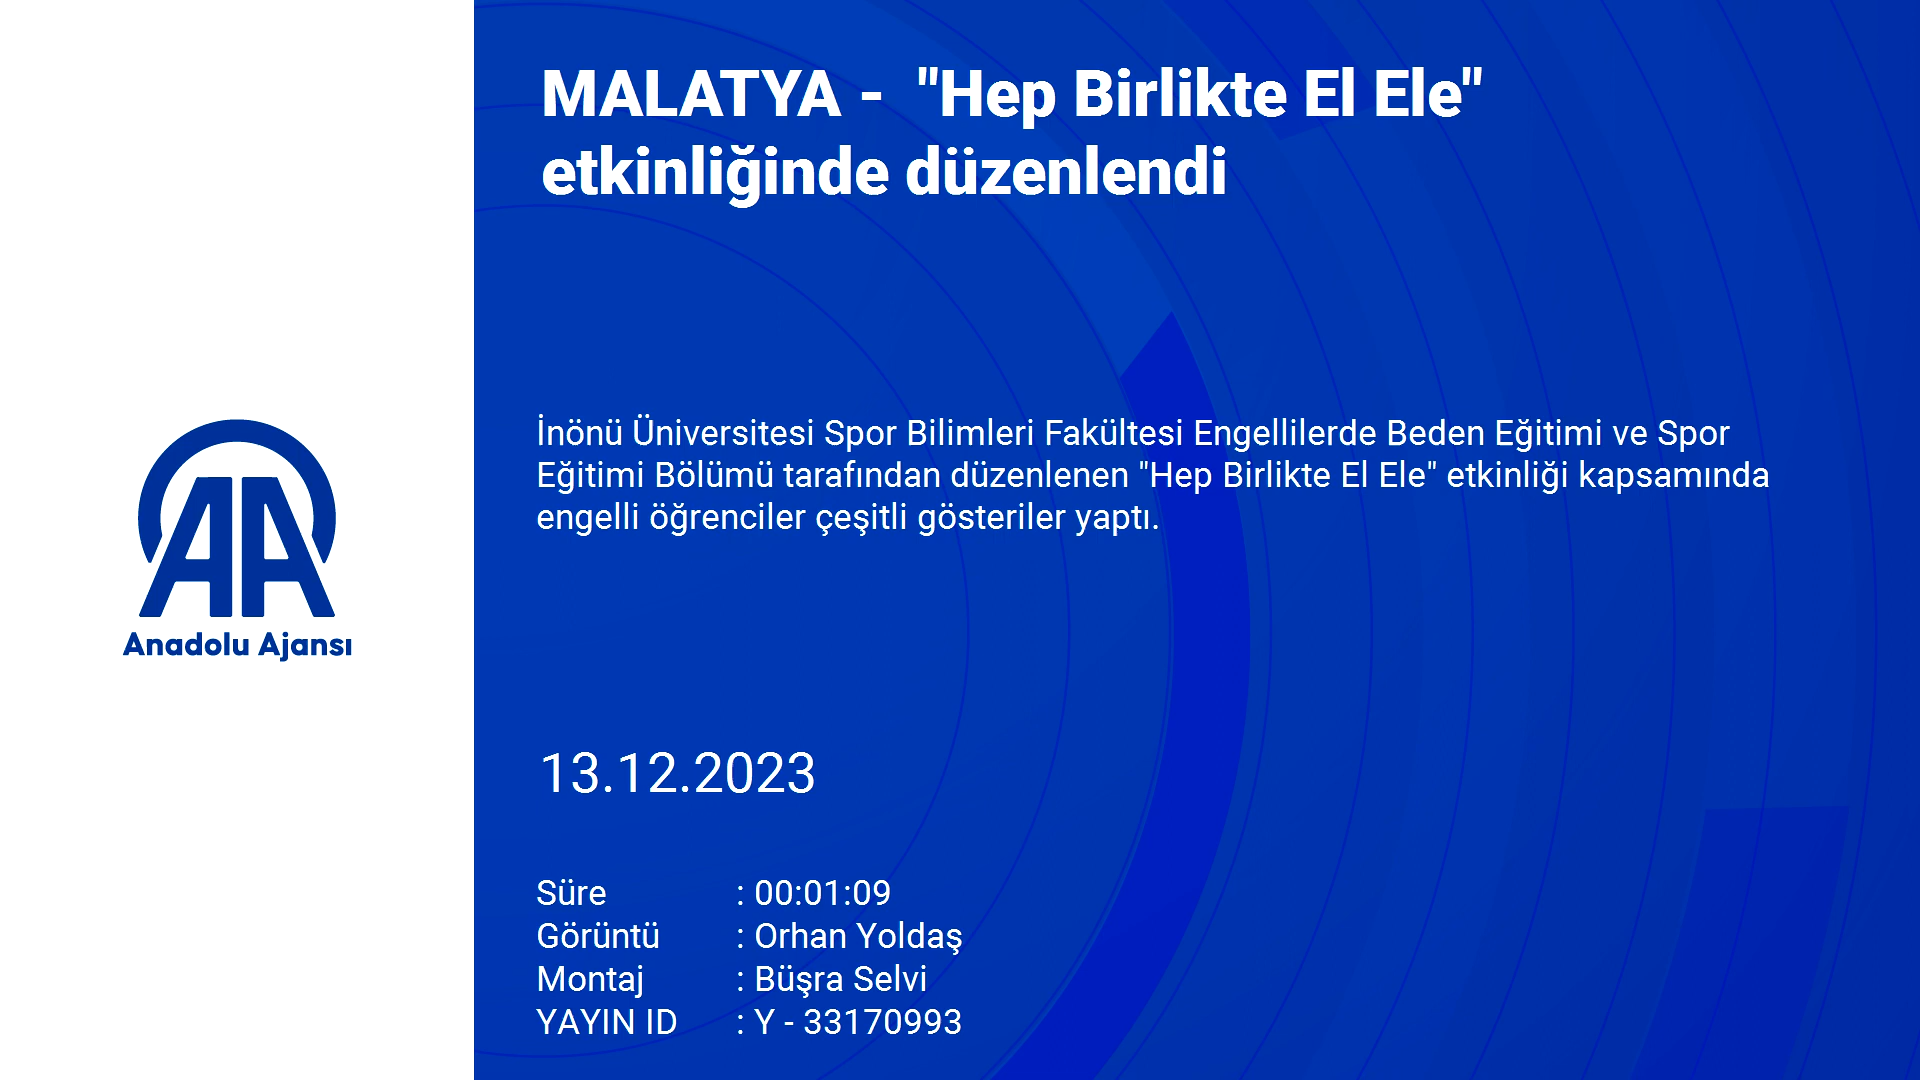 MALATYA -  "Hep Birlikte El Ele"
etkinliğinde düzenlendi
İnönü Üniversitesi Spor Bilimleri Fakültesi Engellilerde Beden Eğitimi ve Spor
Eğitimi Bölümü tarafından düzenlenen "Hep Birlikte El Ele" etkinliği kapsamında
engelli öğrenciler çeşitli gösteriler yaptı.
AA
Anadolu Ajansı
13.12.2023
Süre : 00:01:09
Görüntü : Orhan Yoldaş
Montaj : Büşra Selvi
YAYIN ID : Y - 33170993